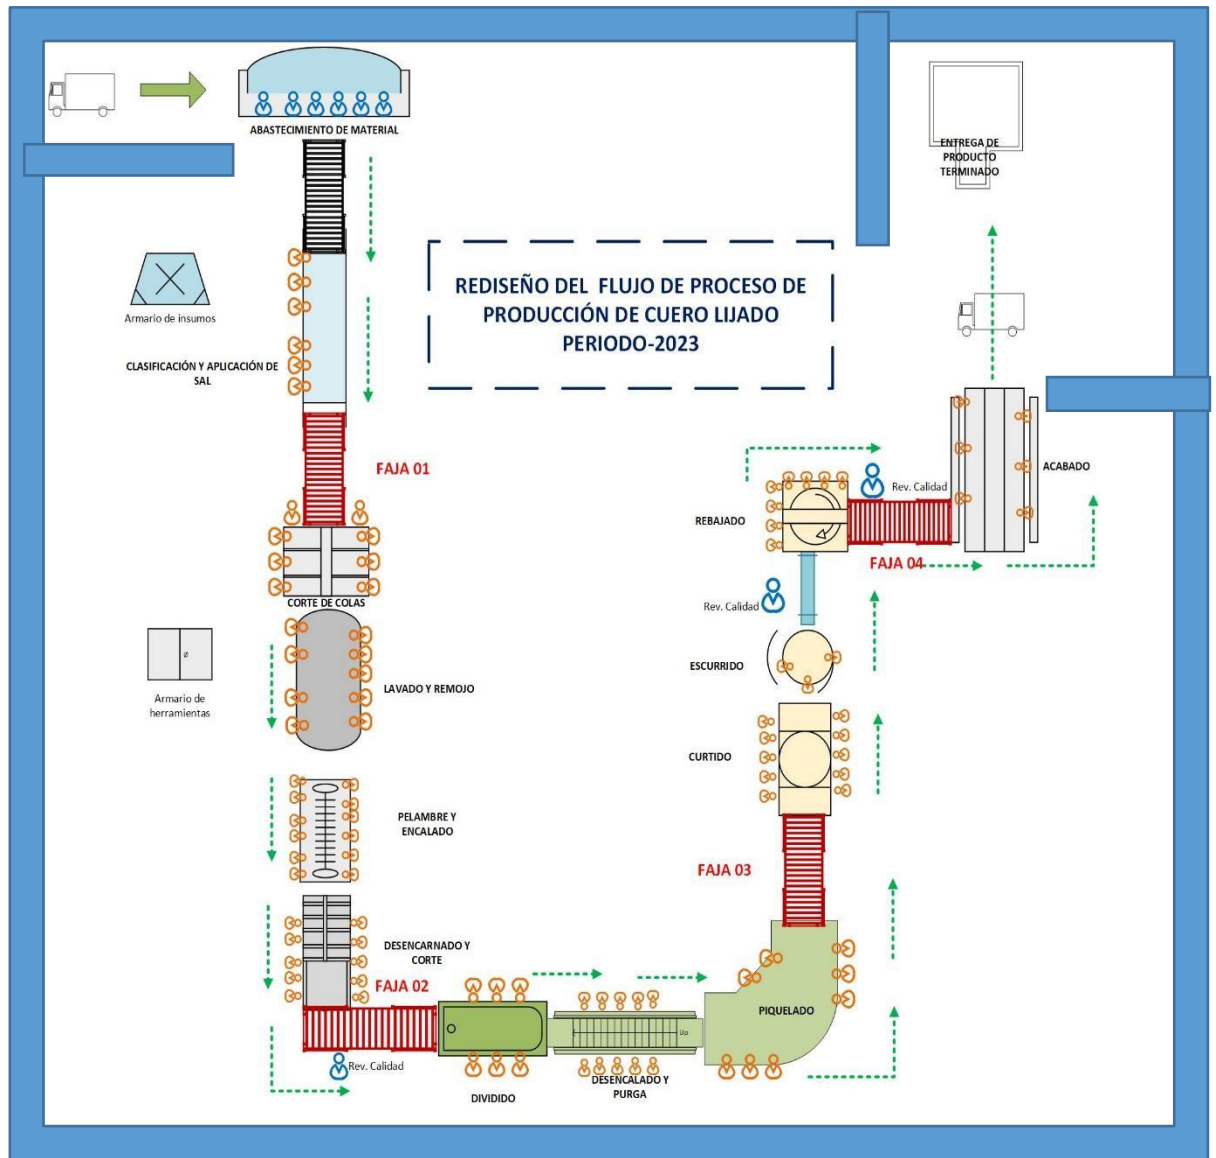 ABASTECIMIENTO DE MATERIAL
ENTREGA DE
PRODUCTO
TERMINADO
REDISEÑO DEL FLUJO DE PROCESO DE
PRODUCCIÓN DE CUERO LIJADO
PERIODO-2023
Armario de insumos
CLASIFICACIÓN Y APLICACIÓN DE
SAL
FAJA 01
ACABADO
Rev. Calidad
REBAJADO
FAJA 04
CORTE DE COLAS
Rev. Calidad
ESCURRIDO
LAVADO Y REMOJO
Armario de
herramientas
CURTIDO
PELAMBRE Y
ENCALADO
FAJA 03
DESENCARNADO Y
CORTE
FAJA 02
PIQUELADO
Up
Rev. Calidad
DESENCALADO Y
PURGA
DIVIDIDO